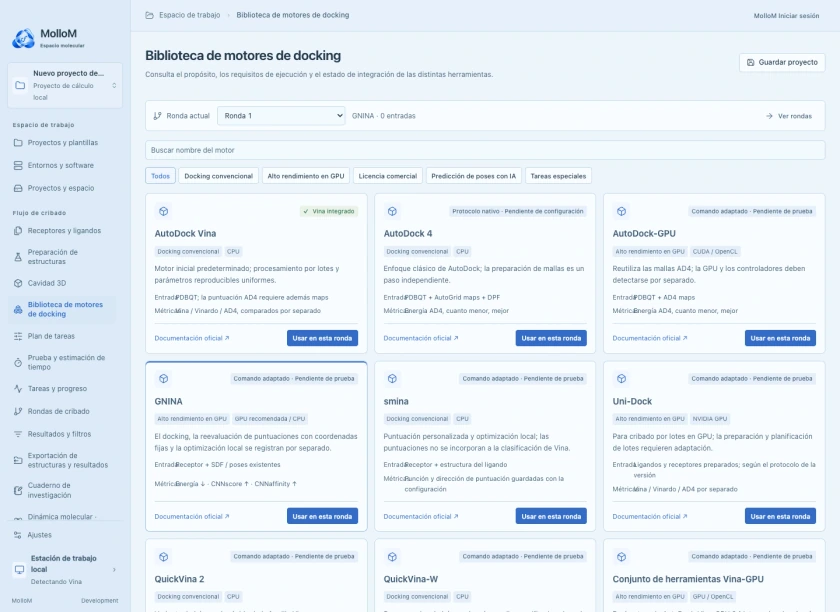 MolloM
Espacio molecular
Nuevo proyecto de...
Proyecto de cálculo
local
Espacio de trabajo
Proyectos y plantillas
Entornos y software
Proyectos y espacio
Flujo de cribado
Receptores y ligandos
Preparación de
estructuras
Cavidad 3D
Biblioteca de motores
de docking
Plan de tareas
Prueba y estimación de
tiempo
Tareas y progreso
Rondas de cribado
Resultados y filtros
Exportación de
estructuras y resultados
Cuaderno de
investigación
Dinámica molecular ·
Ajustes
Estación de trabajo
local
Detectando Vina
MolloM Development
Espacio de trabajo > Biblioteca de motores de docking
MolloM Iniciar sesión
Biblioteca de motores de docking
Consulta el propósito, los requisitos de ejecución y el estado de integración de las distintas herramientas.
Guardar proyecto
Ronda actual Ronda 1 GNINA · 0 entradas
Ver rondas
Buscar nombre del motor
Todos Docking convencional Alto rendimiento en GPU Licencia comercial Predicción de poses con IA Tareas especiales
✓ Vina integrado
AutoDock Vina
Docking convencional CPU
Motor inicial predeterminado; procesamiento por lotes y
parámetros reproducibles uniformes.
Entrada PDBQT; la puntuación AD4 requiere además maps
Métricas Vina / Vinardo / AD4, comparados por separado
Documentación oficial ↗ Usar en esta ronda
Protocolo nativo · Pendiente de configuración
AutoDock 4
Docking convencional CPU
Enfoque clásico de AutoDock; la preparación de mallas es un
paso independiente.
Entrada PDBQT + AutoGrid maps + DPF
Métricas Energía AD4, cuanto menor, mejor
Documentación oficial ↗ Usar en esta ronda
Comando adaptado · Pendiente de prueba
AutoDock-GPU
Alto rendimiento en GPU CUDA / OpenCL
Reutiliza las mallas AD4; la GPU y los controladores deben
detectarse por separado.
Entrada PDBQT + AD4 maps
Métricas Energía AD4, cuanto menor, mejor
Documentación oficial ↗ Usar en esta ronda
Comando adaptado · Pendiente de prueba
GNINA
Alto rendimiento en GPU GPU recomendada / CPU
El docking, la reevaluación de puntuaciones con coordenadas
fijas y la optimización local se registran por separado.
Entrada Receptor + SDF / poses existentes
Métricas Energía ↓ · CNNscore ↑ · CNNaffinity ↑
Documentación oficial ↗ Usar en esta ronda
Comando adaptado · Pendiente de prueba
smina
Docking convencional CPU
Puntuación personalizada y optimización local; las
puntuaciones no se incorporan a la clasificación de Vina.
Entrada Receptor + estructura del ligando
Métricas Función y dirección de puntuación guardadas con la
configuración
Documentación oficial ↗ Usar en esta ronda
Comando adaptado · Pendiente de prueba
Uni-Dock
Alto rendimiento en GPU NVIDIA GPU
Para cribado por lotes en GPU; la preparación y planificación
de lotes requieren adaptación.
Entrada Ligandos y receptores preparados; según el protocolo de la
versión
Métricas Vina / Vinardo / AD4 por separado
Documentación oficial ↗ Usar en esta ronda
Comando adaptado · Pendiente de prueba
QuickVina 2
Docking convencional CPU
Comando adaptado · Pendiente de prueba
QuickVina-W
Docking convencional CPU
Comando adaptado · Pendiente de prueba
Conjunto de herramientas Vina-GPU
Alto rendimiento en GPU GPU / OpenCL